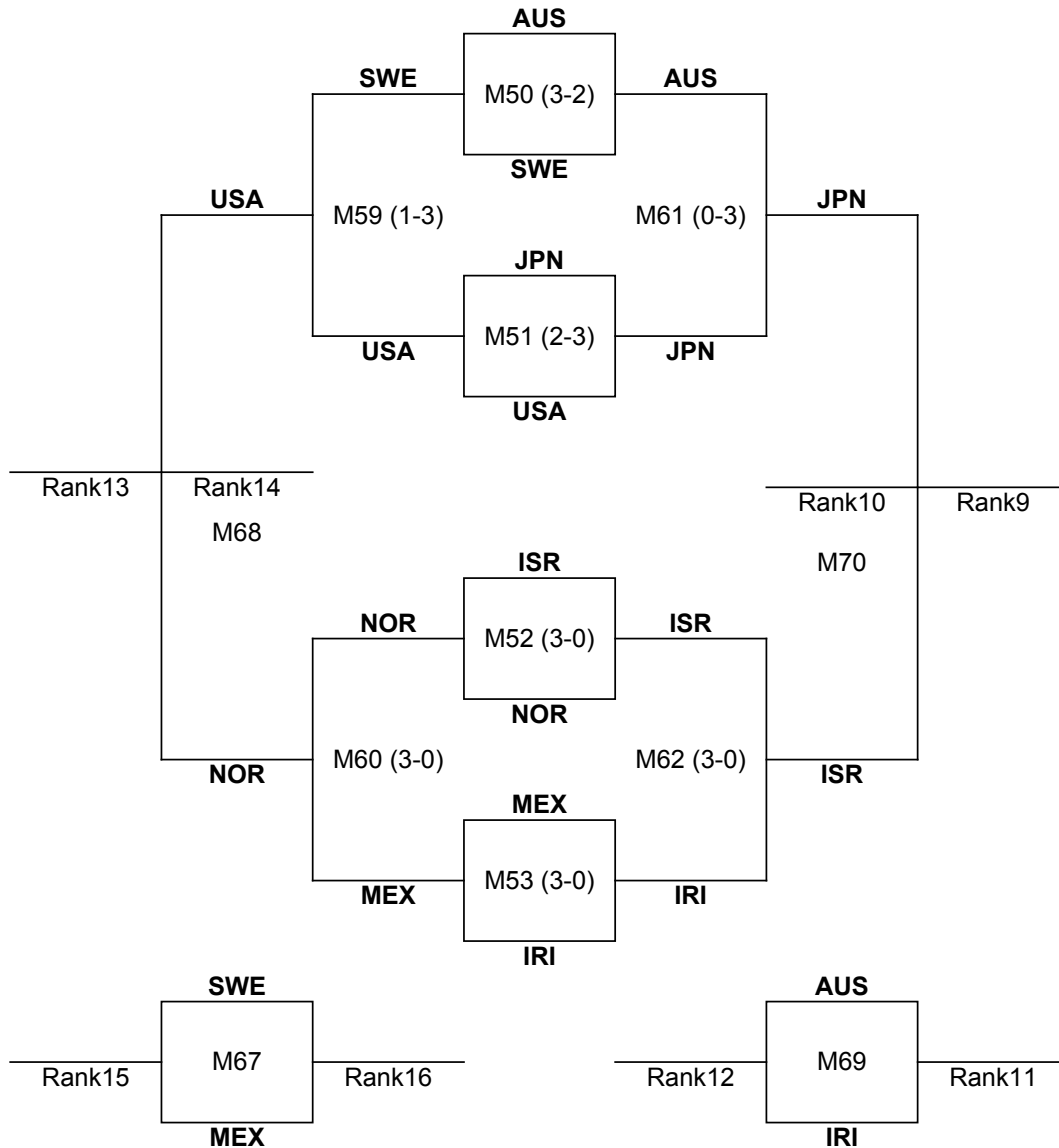 AUS
SWE M50 (3-2) AUS
SWE
USA M59 (1-3) M61 (0-3) JPN
JPN
M51 (2-3)
USA JPN
USA
Rank13 Rank14 Rank10 Rank9
M68
M70
ISR
NOR M52 (3-0) ISR
NOR
M60 (3-0) M62 (3-0)
NOR ISR
MEX
M53 (3-0)
MEX IRI
IRI
SWE AUS
M67 M69
Rank15 Rank16 Rank12 Rank11
MEX IRI